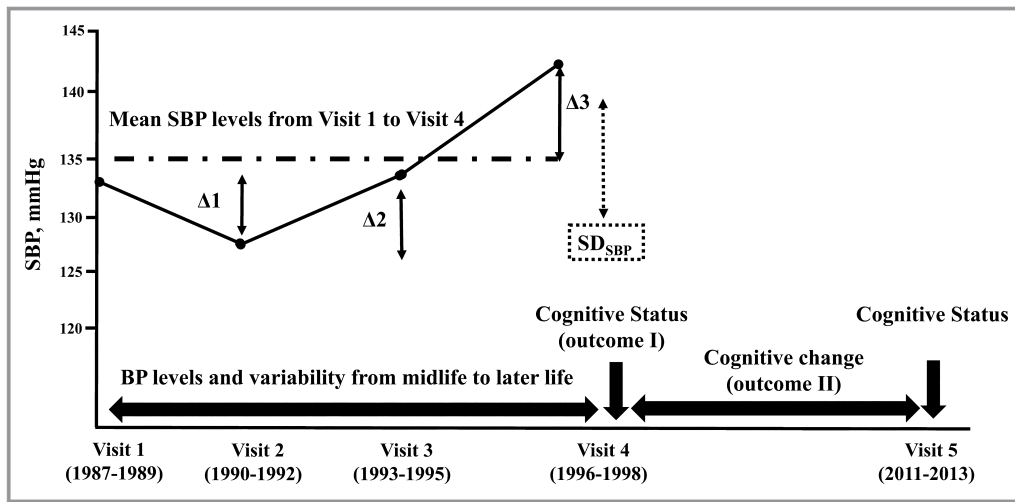 145
140
135
130
125
120
SBP, mmHg
Mean SBP levels from Visit 1 to Visit 4
Δ1
Δ2
Δ3
SDSBP
Cognitive Status
(outcome I)
Cognitive Status
Cognitive change
(outcome II)
BP levels and variability from midlife to later life
Visit 1
(1987-1989)
Visit 2
(1990-1992)
Visit 3
(1993-1995)
Visit 4
(1996-1998)
Visit 5
(2011-2013)